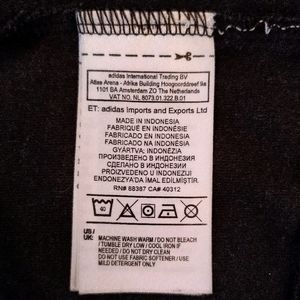 adidas International Trading BV
Atlas Arena - Afrika Building Hoogoorddreef 9a
1101 BA Amsterdam ZO The Netherlands
VAT NO. NL 8073.01.322.B.01
ET: adidas Imports and Exports Ltd
MADE IN INDONESIA
FABRIQUÉ EN INDONÉSIE
FABRICADO EN INDONESIA
FABRICADO NA INDONÉSIA
GYÁRTVA: INDONÉZIA
ПРОИЗВЕДЕНО В ИНДОНЕЗИЯ
СДЕЛАНО В ИНДОНЕЗИИ
PROIZVEDENO U INDONEZIJI
ENDONEZYA'DA İMAL EDİLMİŞTİR.
RN# 88387 CA# 40312
40
US /
UK: MACHINE WASH WARM / DO NOT BLEACH
/ TUMBLE DRY LOW / COOL IRON IF
NEEDED / DO NOT DRY CLEAN
DO NOT USE FABRIC SOFTENER / USE
MILD DETERGENT ONLY